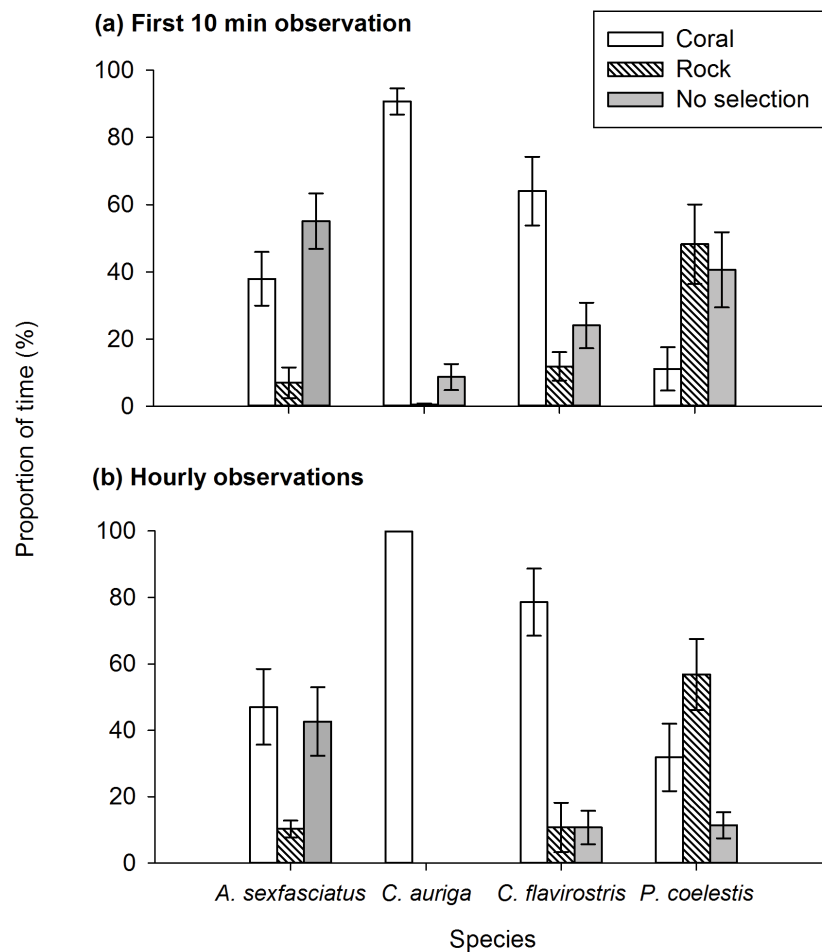 (a) First 10 min observation
Coral
Rock
No selection
100
80
60
40
20
0
Proportion of time (%)
(b) Hourly observations
100
80
60
40
20
0
A. sexfasciatus C. auriga C. flavirostris P. coelestis
Species